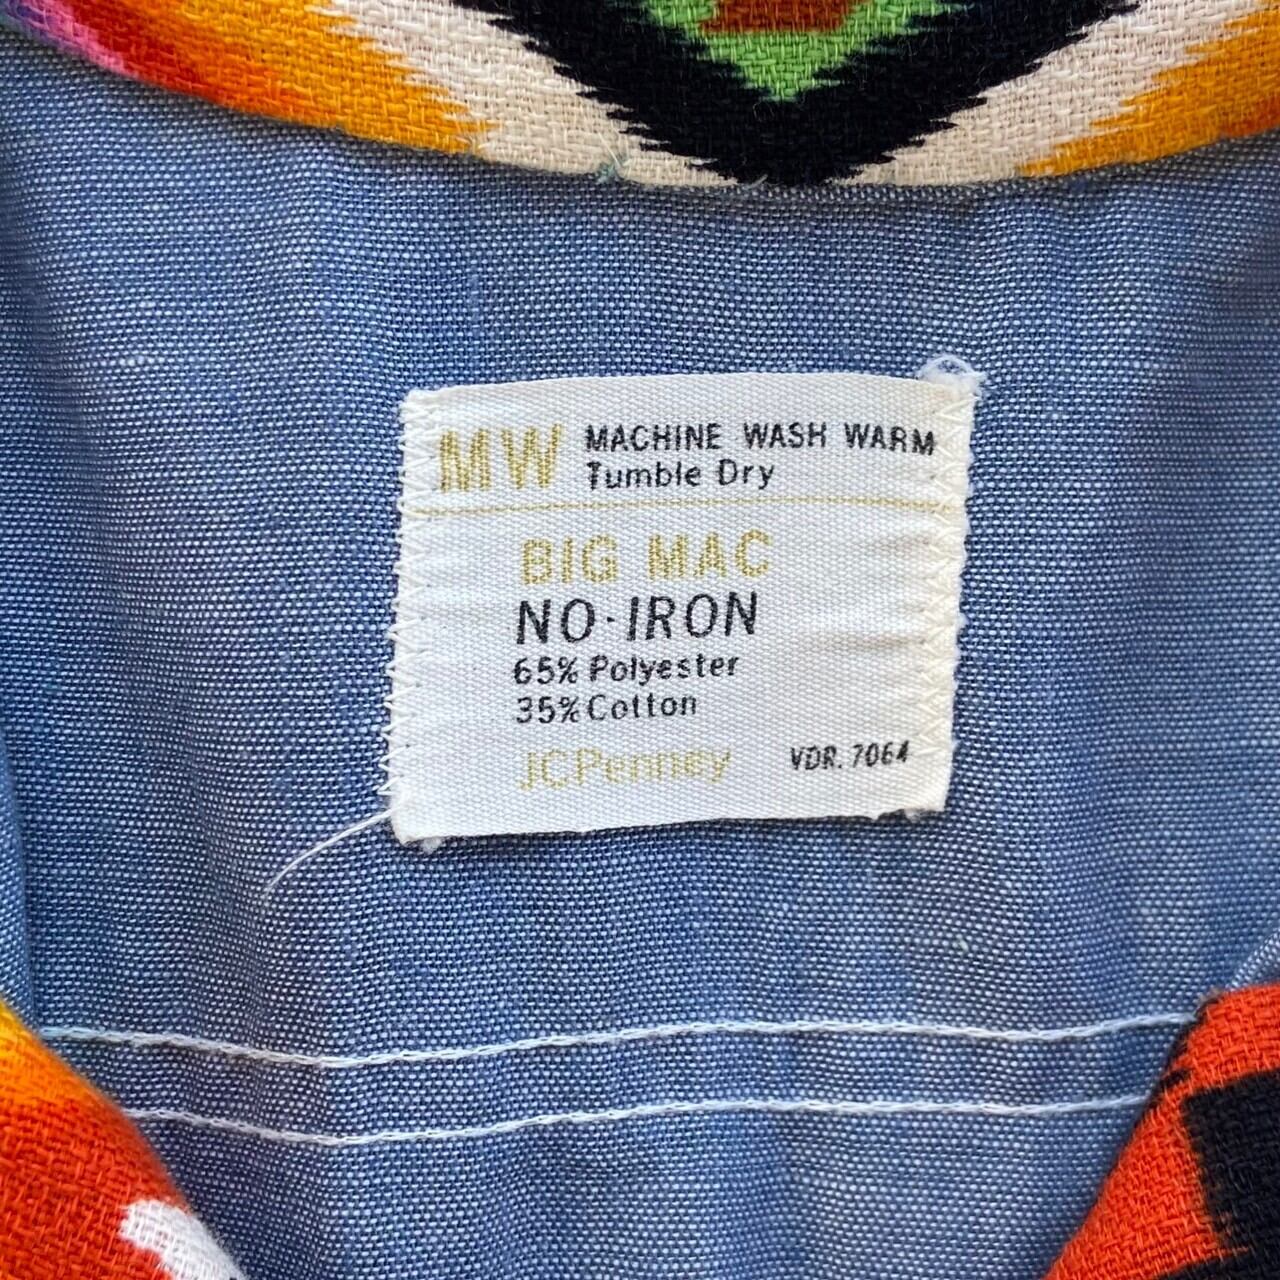 MW MACHINE WASH WARM
Tumble Dry
BIG MAC
NO-IRON
65% Polyester
35% Cotton
JCPenney VDR. 7064